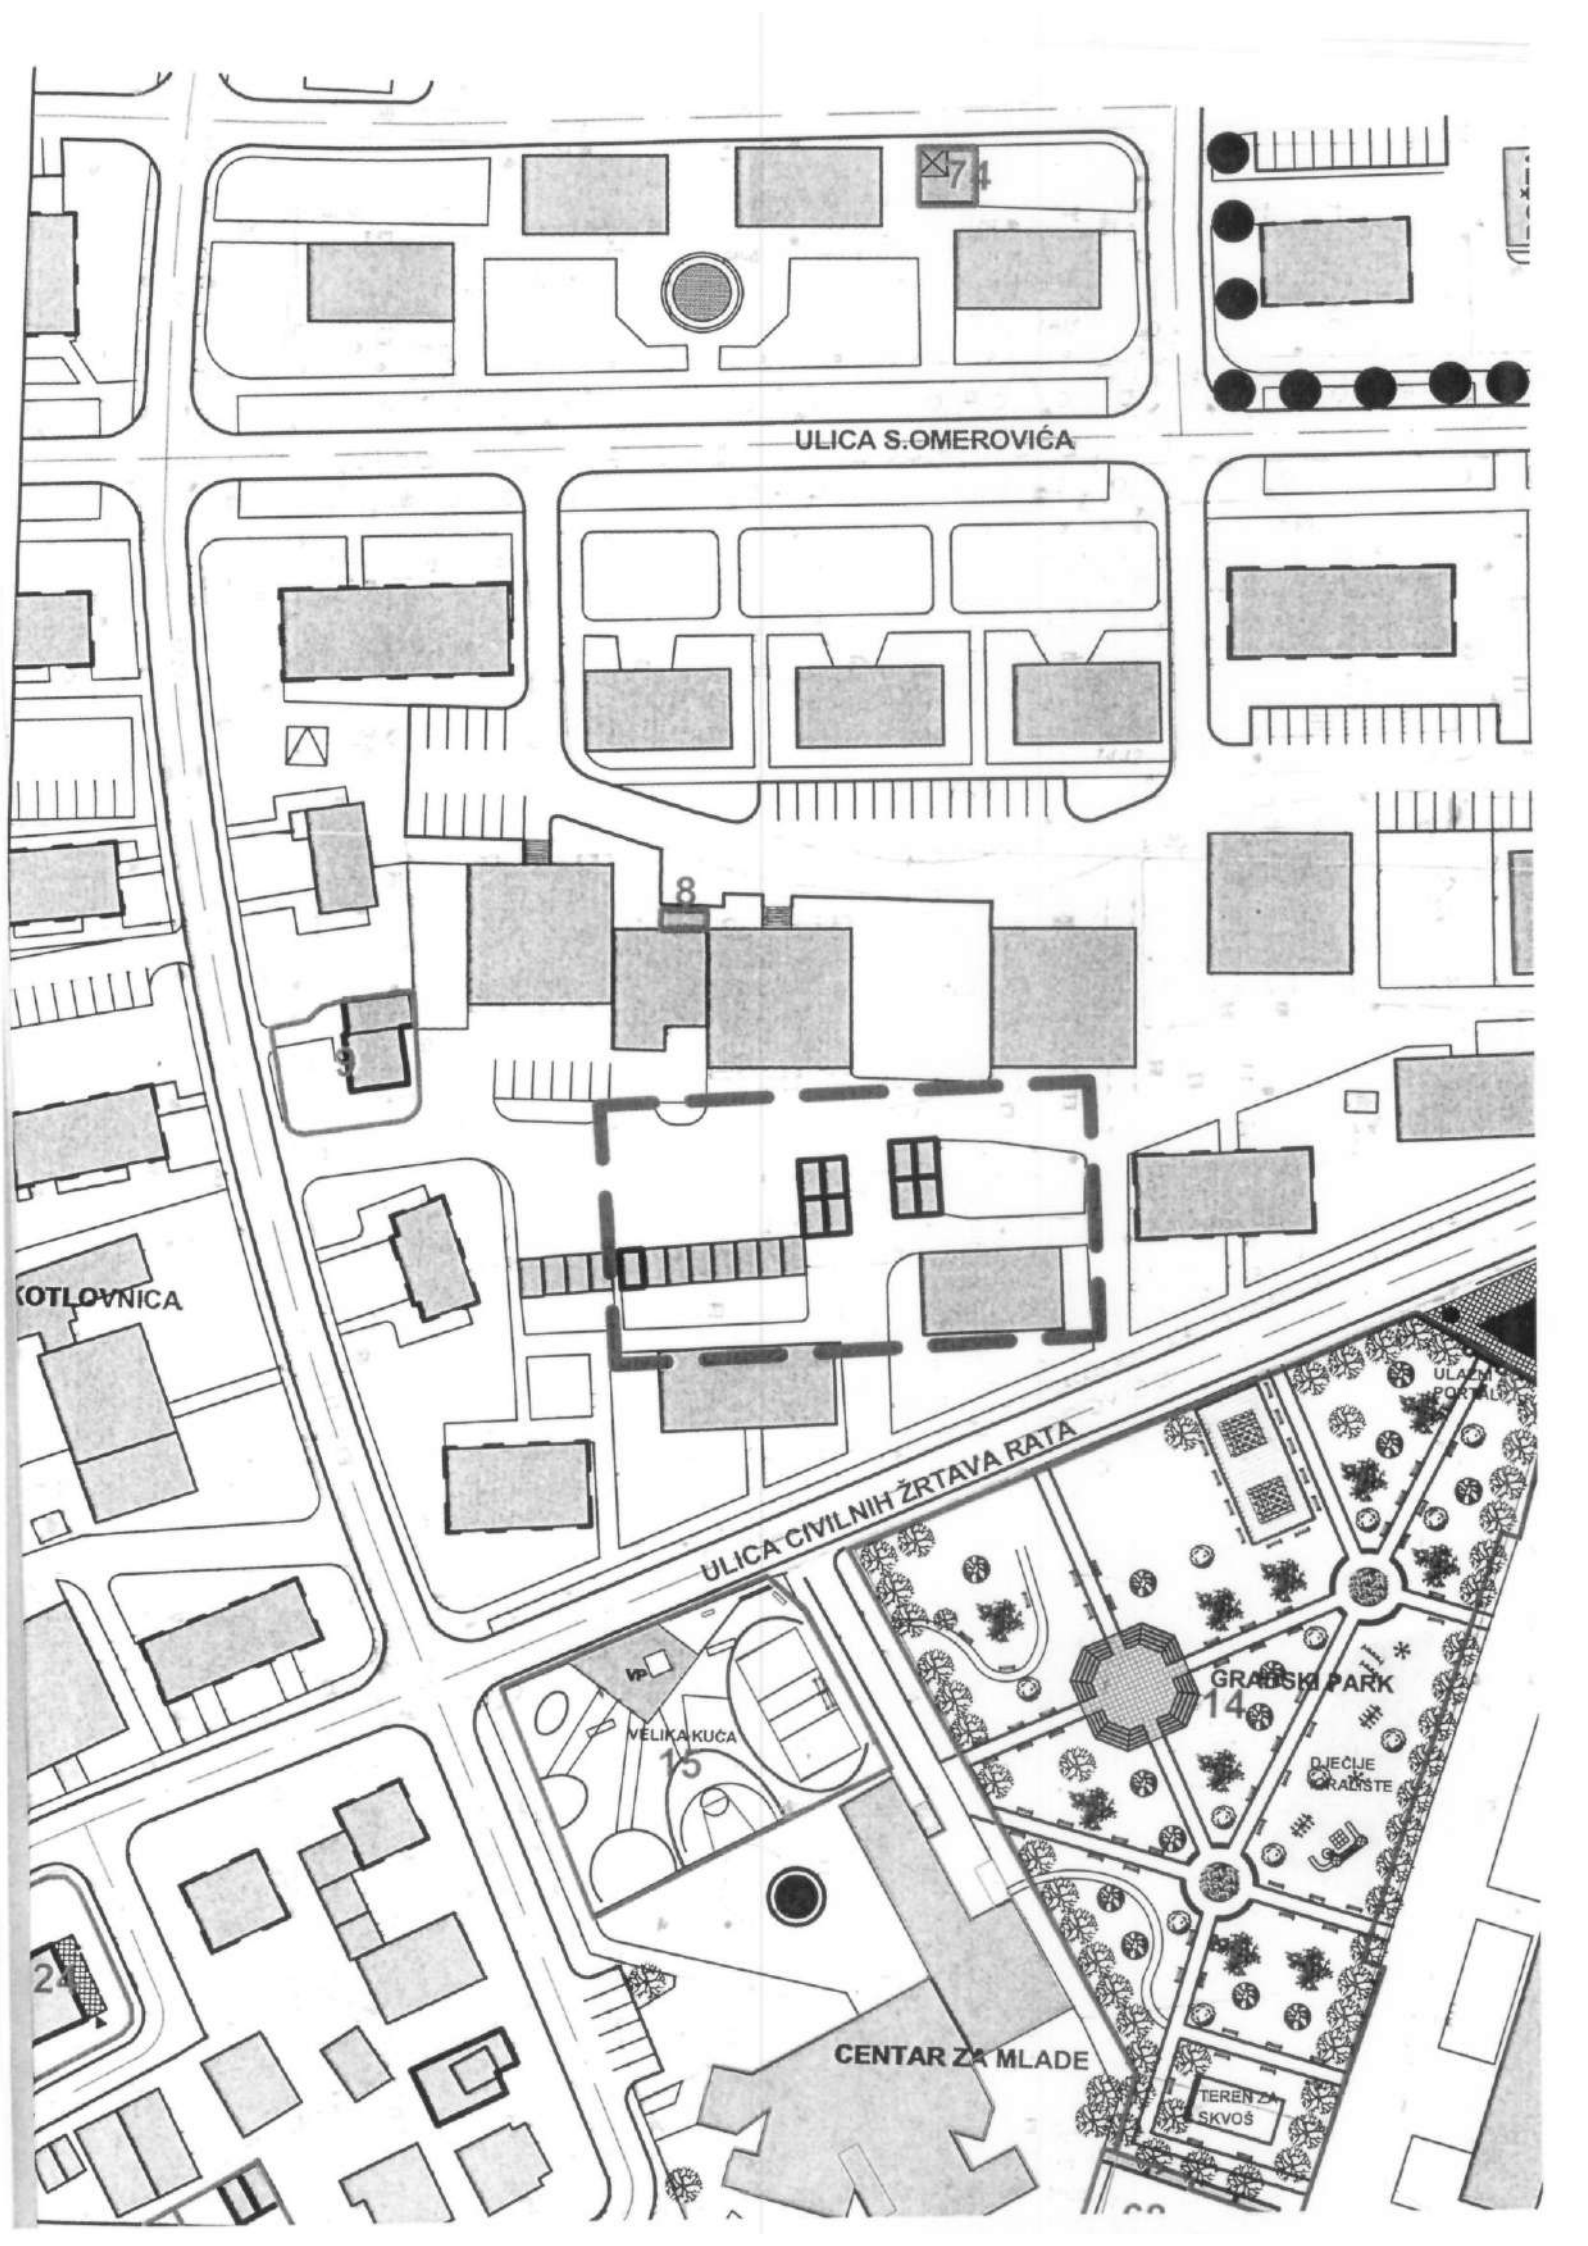 74
ULICA S.OMEROVIĆA
8
9
KOTLOVNICA
ULAZNI
PORTAL
ULICA CIVILNIH ŽRTAVA RATA
VP
VELIKA KUĆA
15
GRADSKI PARK
14
DJEČIJE
IGRALIŠTE
24
CENTAR ZA MLADE
TEREN ZA
SKVOŠ